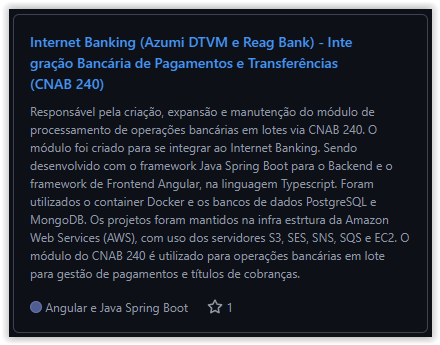 Internet Banking (Azumi DTVM e Reag Bank) - Inte
gração Bancária de Pagamentos e Transferências
(CNAB 240)
Responsável pela criação, expansão e manutenção do módulo de
processamento de operações bancárias em lotes via CNAB 240. O
módulo foi criado para se integrar ao Internet Banking. Sendo
desenvolvido com o framework Java Spring Boot para o Backend e o
framework de Frontend Angular, na linguagem Typescript. Foram
utilizados o container Docker e os bancos de dados PostgreSQL e
MongoDB. Os projetos foram mantidos na infra estrtura da Amazon
Web Services (AWS), com uso dos servidores S3, SES, SNS, SQS e EC2. O
módulo do CNAB 240 é utilizado para operações bancárias em lote
para gestão de pagamentos e títulos de cobranças.
Angular e Java Spring Boot 1